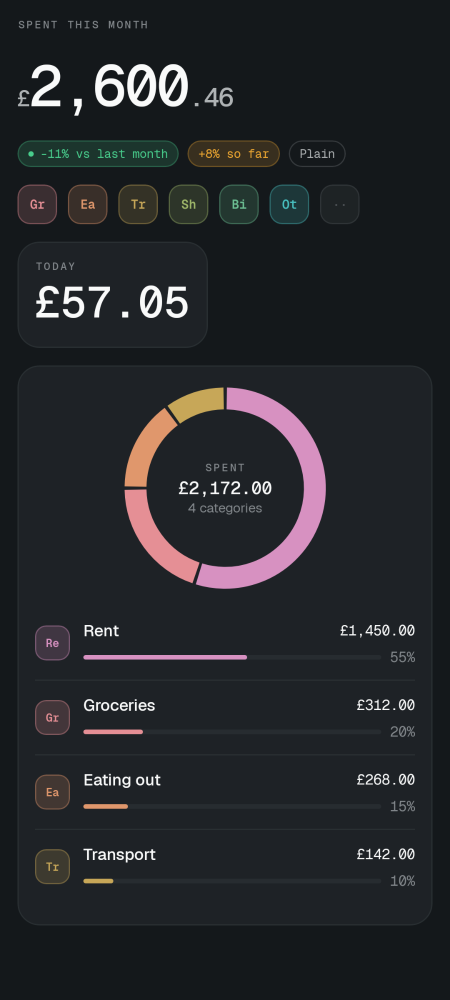 SPENT THIS MONTH
£2,600.46
-11% vs last month +8% so far Plain
Gr Ea Tr Sh Bi Ot ··
TODAY
£57.05
SPENT
£2,172.00
4 categories
Re Rent £1,450.00
55%
Gr Groceries £312.00
20%
Ea Eating out £268.00
15%
Tr Transport £142.00
10%